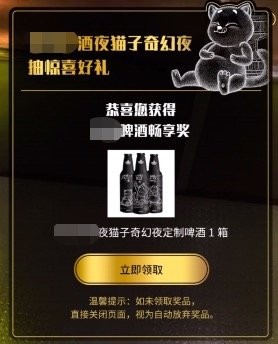 酒夜猫子奇幻夜
抽惊喜好礼
恭喜您获得
啤酒畅享奖
夜猫子奇幻夜定制啤酒 1 箱
立即领取
温馨提示：如未领取奖品，
直接关闭页面，视为自动放弃奖品。